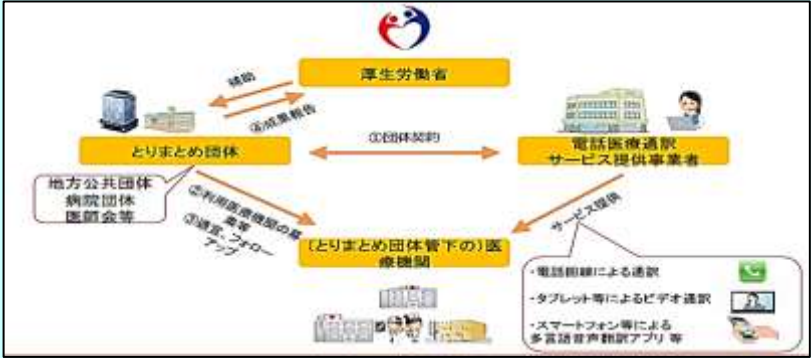 厚生労働省
補助
④成果報告
とりまとめ団体
①団体契約
電話医療通訳
サービス提供事業者
地方公共団体
病院団体
医師会等
②利用医療機関の募
集等
③運営・フォロー
アップ
サービス提供
(とりまとめ団体管下の)医
療機関
・電話回線による通訳
・タブレット等によるビデオ通訳
・スマートフォン等による
多言語音声翻訳アプリ 等